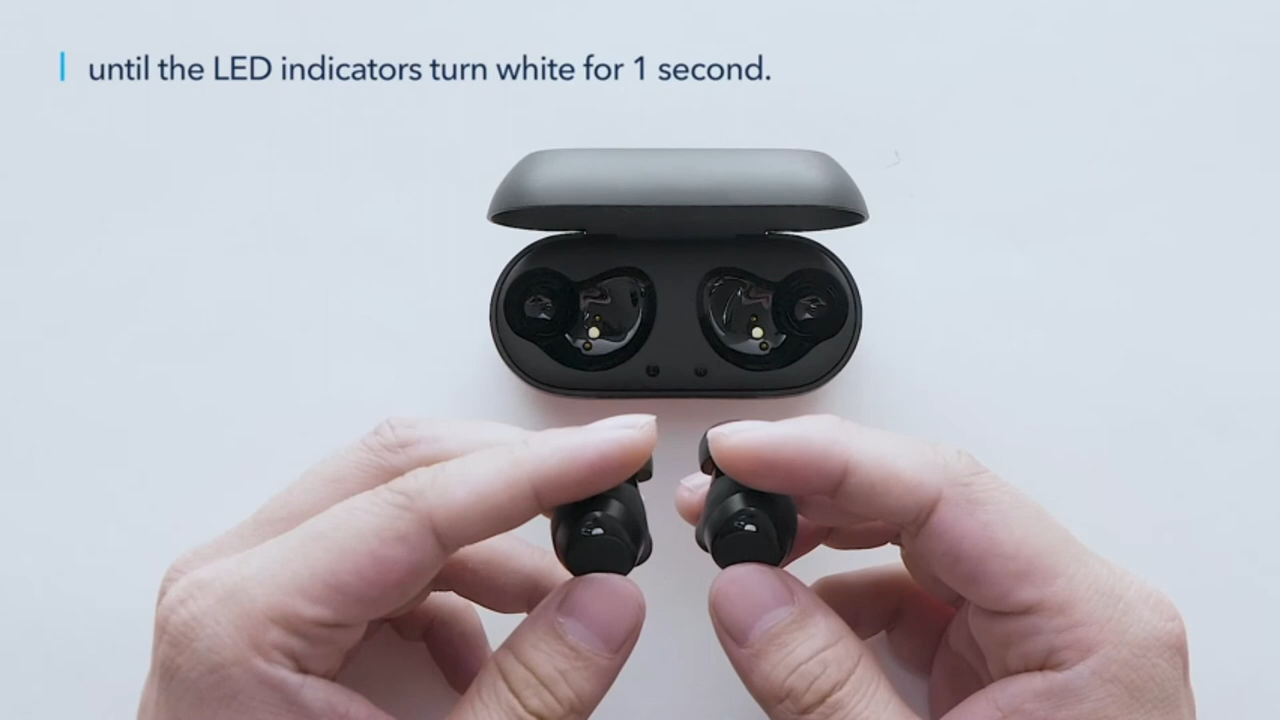 until the LED indicators turn white for 1 second.